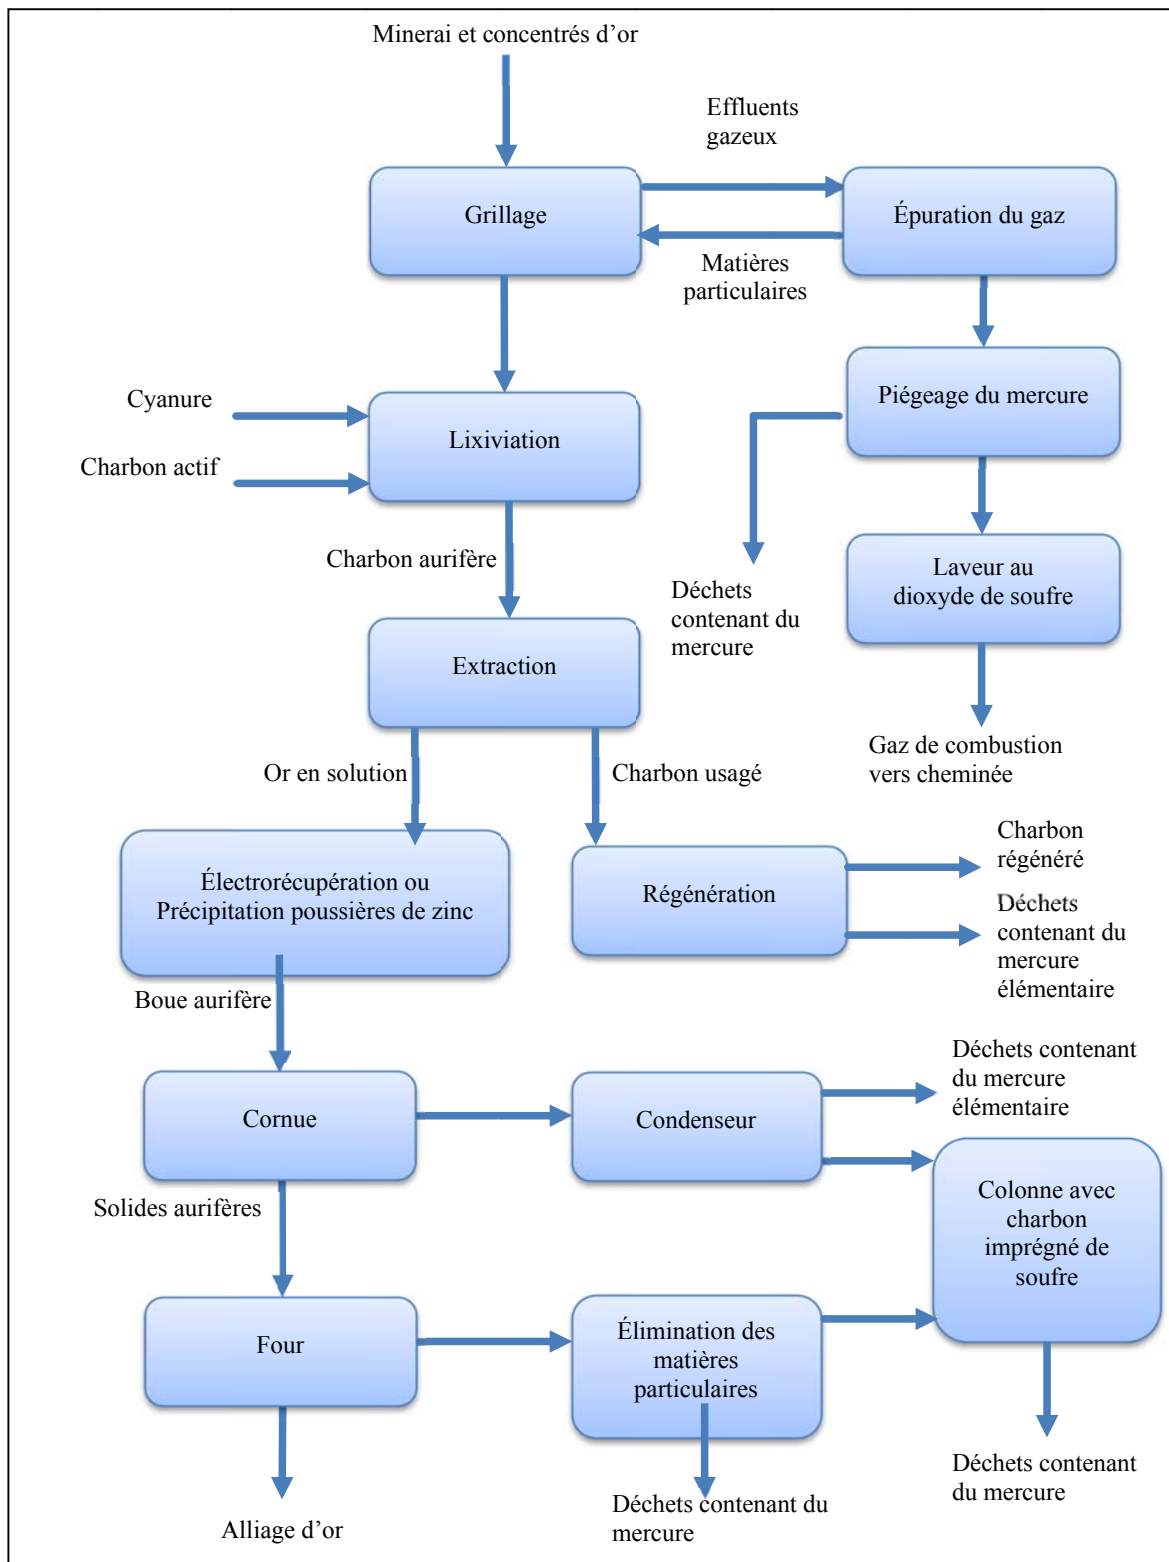 Minerai et concentrés d’or
Effluents
gazeux
Grillage
Épuration du gaz
Matières
particulaires
Cyanure
Piégeage du mercure
Lixiviation
Charbon actif
Charbon aurifère
Déchets
contenant du
mercure
Laveur au
dioxyde de soufre
Extraction
Gaz de combustion
vers cheminée
Or en solution
Charbon usagé
Charbon
régénéré
Électrorécupération ou
Précipitation poussières de zinc
Régénération
Déchets
contenant du
mercure
élémentaire
Boue aurifère
Déchets contenant
du mercure
élémentaire
Cornue
Condenseur
Solides aurifères
Colonne avec
charbon
imprégné de
soufre
Four
Élimination des
matières
particulaires
Déchets contenant
du mercure
Déchets contenant du
mercure
Alliage d’or